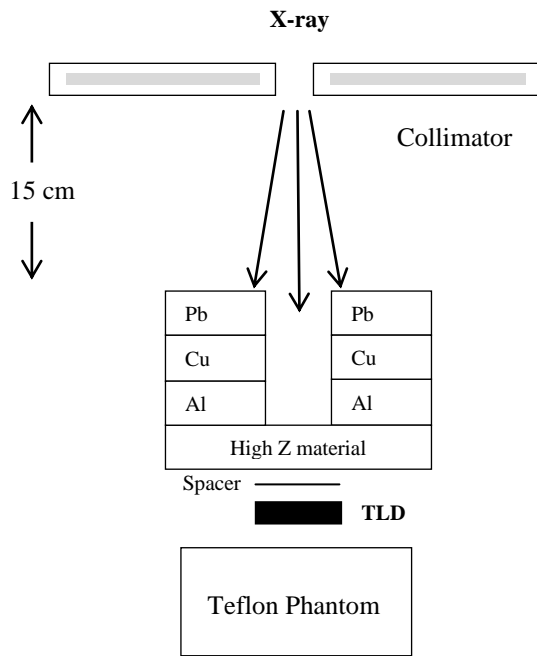 X-ray
Collimator
15 cm
Pb Pb
Cu Cu
Al Al
High Z material
Spacer
TLD
Teflon Phantom